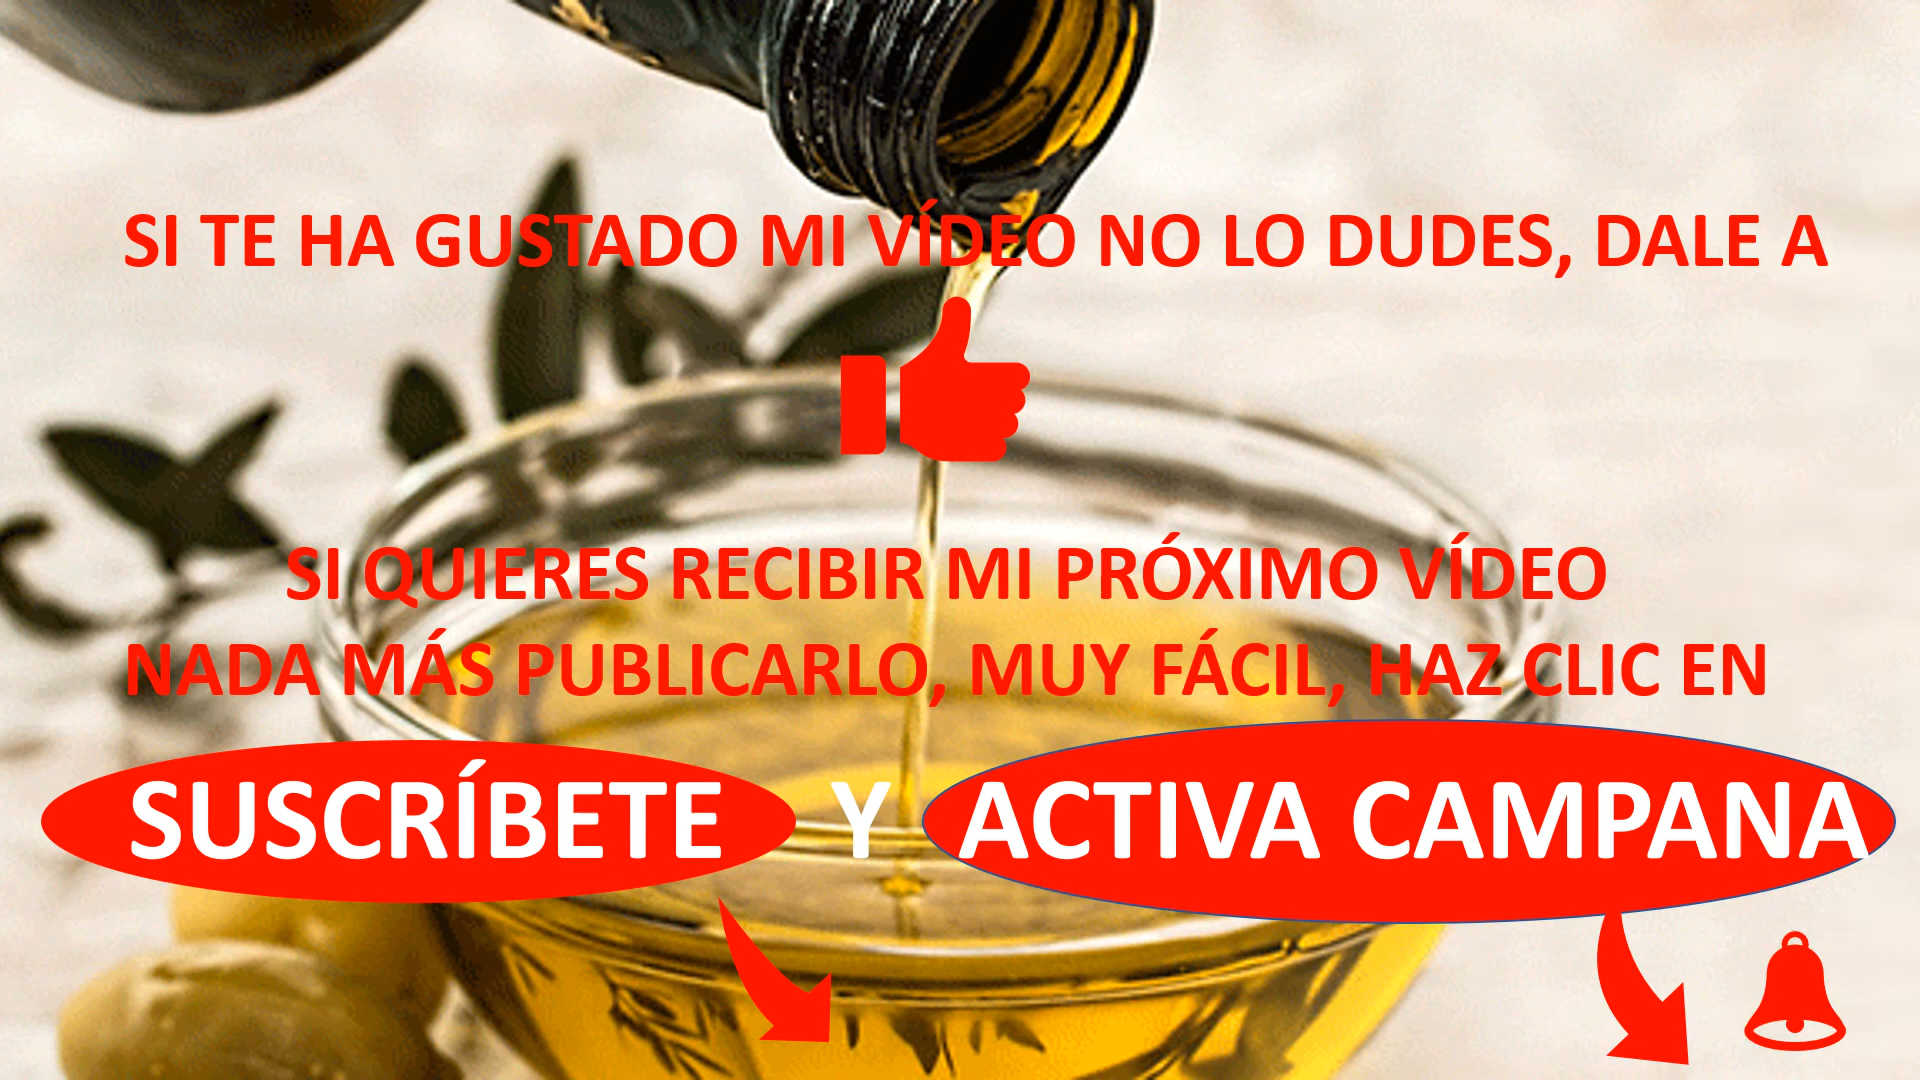 SI TE HA GUSTADO MI VÍDEO NO LO DUDES, DALE A
SI QUIERES RECIBIR MI PRÓXIMO VÍDEO
NADA MÁS PUBLICARLO, MUY FÁCIL, HAZ CLIC EN
SUSCRÍBETE Y ACTIVA CAMPANA